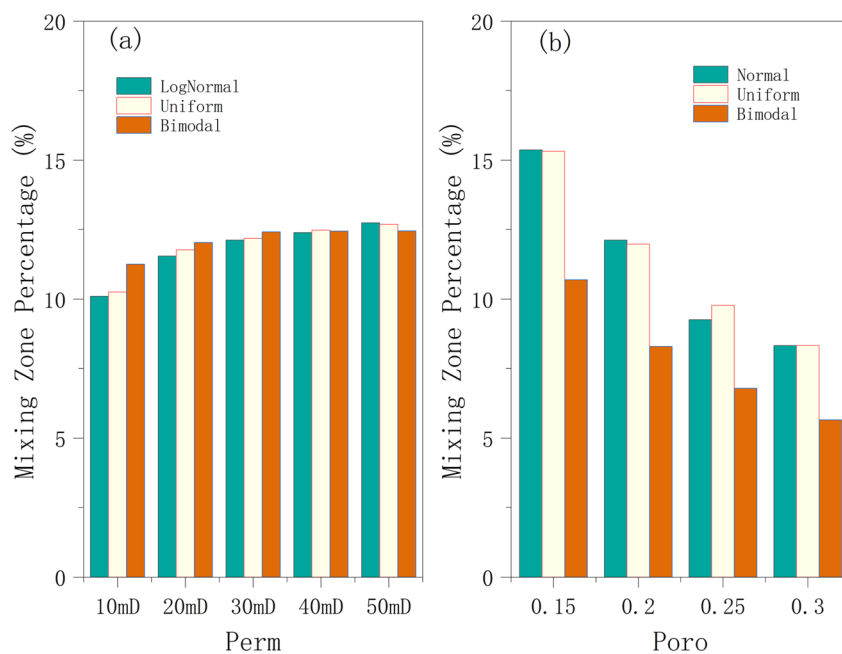 (a)
LogNormal
Uniform
Bimodal
20
15
10
5
0
Mixing Zone Percentage (%)
10mD 20mD 30mD 40mD 50mD
Perm
(b)
Normal
Uniform
Bimodal
20
15
10
5
0
Mixing Zone Percentage (%)
0.15 0.2 0.25 0.3
Poro